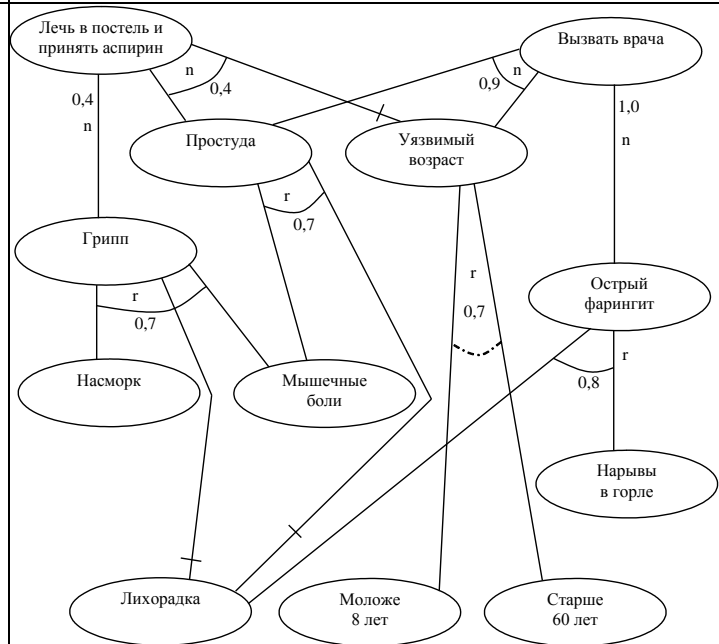 Лечь в постель и
принять аспирин
Вызвать врача
n
0,4
n
0,9
0,4
n
1,0
n
Простуда
Уязвимый
возраст
r
0,7
Грипп
r
0,7
r
0,7
Острый
фарингит
r
0,8
Насморк
Мышечные
боли
Нарывы
в горле
Лихорадка
Моложе
8 лет
Старше
60 лет